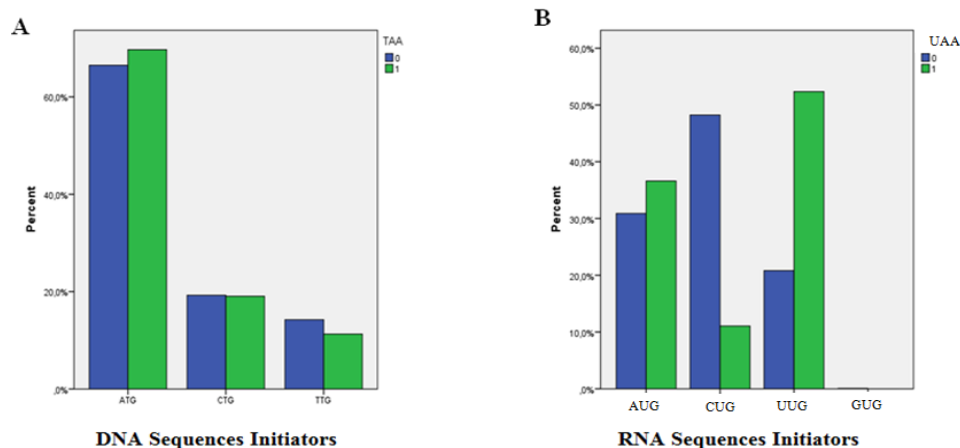 A
TAA
0
1
60,0%
40,0%
20,0%
,0%
Percent
ATG CTG TTG
DNA Sequences Initiators
B
UAA
0
1
60,0%
50,0%
40,0%
30,0%
20,0%
10,0%
,0%
Percent
AUG CUG UUG GUG
RNA Sequences Initiators